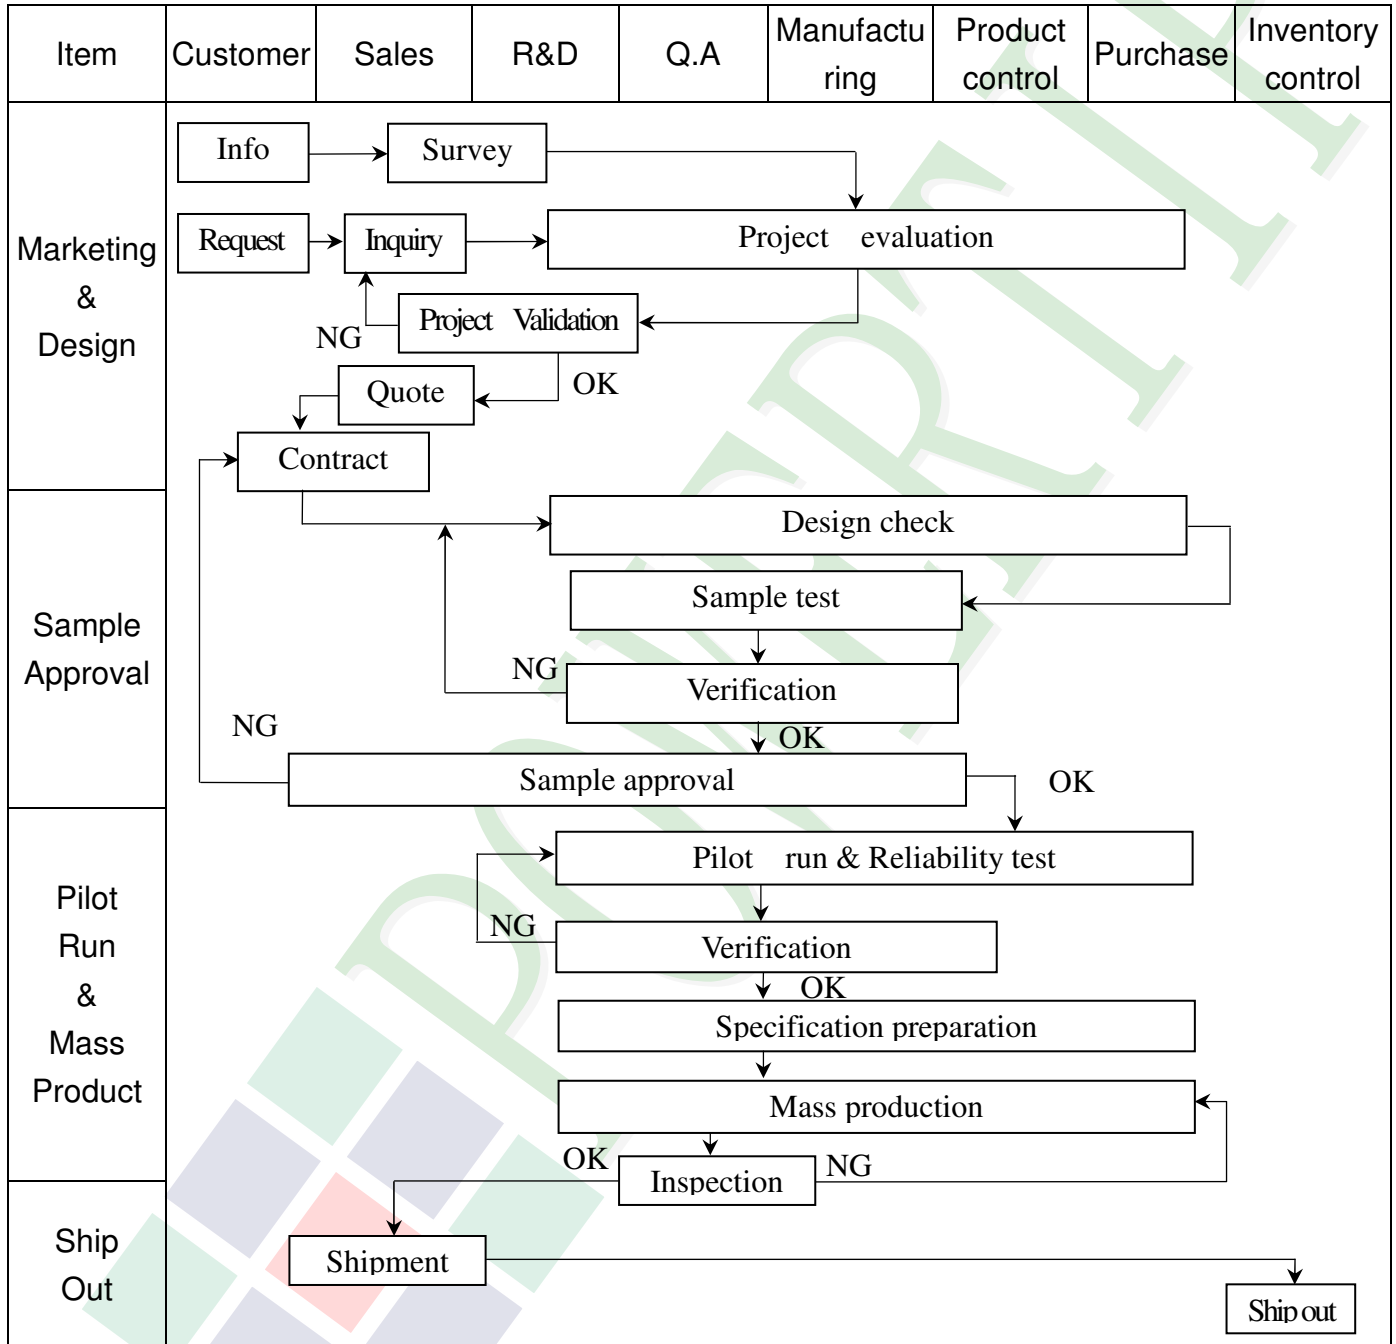 Item
Customer
Sales
R&D
Q.A
Manufactu
ring
Product
control
Purchase
Inventory
control
Marketing
&
Design
Info
Survey
Request
Inquiry
Project evaluation
Project Validation
NG
OK
Quote
Contract
Sample
Approval
Design check
Sample test
NG
Verification
OK
NG
Sample approval
OK
Pilot
Run
&
Mass
Product
Pilot run & Reliability test
NG
Verification
OK
Specification preparation
Mass production
OK
Inspection
NG
Ship
Out
Shipment
Ship out
POWERTIP